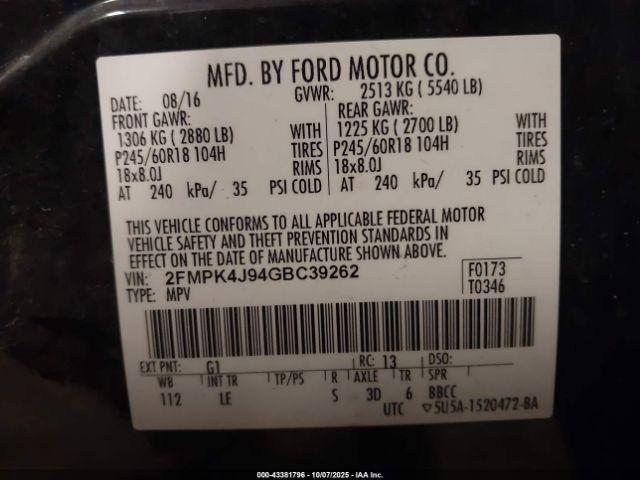 MFD. BY FORD MOTOR CO.
DATE: 08/16 GVWR: 2513 KG ( 5540 LB)
FRONT GAWR: REAR GAWR:
1306 KG ( 2880 LB) WITH 1225 KG ( 2700 LB) WITH
P245/60R18 104H TIRES P245/60R18 104H TIRES
18x8.0J RIMS 18x8.0J RIMS
AT 240 kPa/ 35 PSI COLD AT 240 kPa/ 35 PSI COLD
THIS VEHICLE CONFORMS TO ALL APPLICABLE FEDERAL MOTOR
VEHICLE SAFETY AND THEFT PREVENTION STANDARDS IN
EFFECT ON THE DATE OF MANUFACTURE SHOWN ABOVE.
VIN: 2FMPK4J94GBC39262 F0173
TYPE: MPV T0346
EXT PNT: G1 RC: 13 DSO:
WB INT TR TP/PS R AXLE TR SPR
112 LE S 3D 6 BBCC
UTC ▽5U5A-1520472-BA
000-43381796 - 10/07/2025 - IAA Inc.